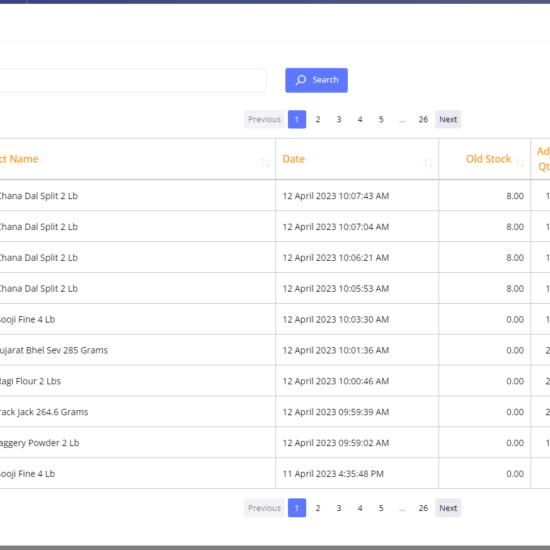 Search
Previous 1 2 3 4 5 ... 26 Next
ct Name Date Old Stock Ad
Qt
Chana Dal Split 2 Lb 12 April 2023 10:07:43 AM 8.00 1
Chana Dal Split 2 Lb 12 April 2023 10:07:04 AM 8.00 1
Chana Dal Split 2 Lb 12 April 2023 10:06:21 AM 8.00 1
Chana Dal Split 2 Lb 12 April 2023 10:05:53 AM 8.00 1
Sooji Fine 4 Lb 12 April 2023 10:03:30 AM 0.00 1
ujarat Bhel Sev 285 Grams 12 April 2023 10:01:36 AM 0.00 2
Ragi Flour 2 Lbs 12 April 2023 10:00:46 AM 0.00 2
rack Jack 264.6 Grams 12 April 2023 09:59:39 AM 0.00 2
aggery Powder 2 Lb 12 April 2023 09:59:02 AM 0.00 1
Sooji Fine 4 Lb 11 April 2023 4:35:48 PM 0.00
Previous 1 2 3 4 5 ... 26 Next